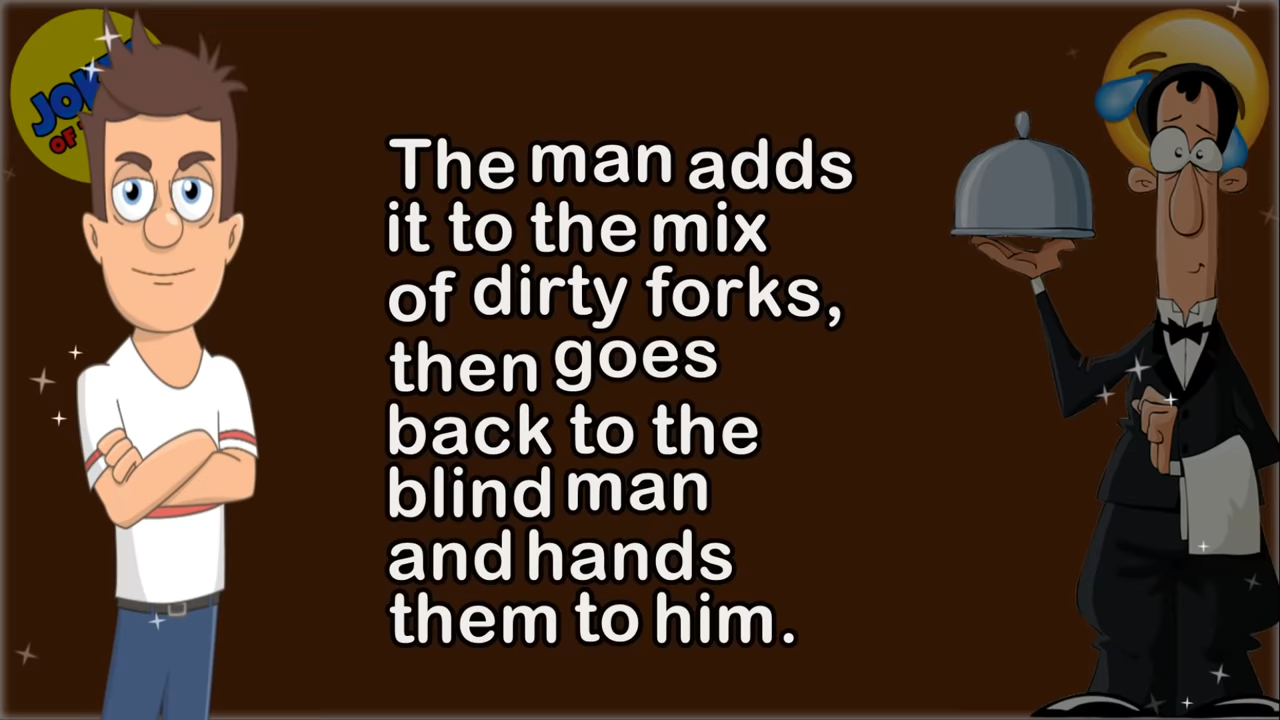 The man adds
it to the mix
of dirty forks,
then goes
back to the
blind man
and hands
them to him.